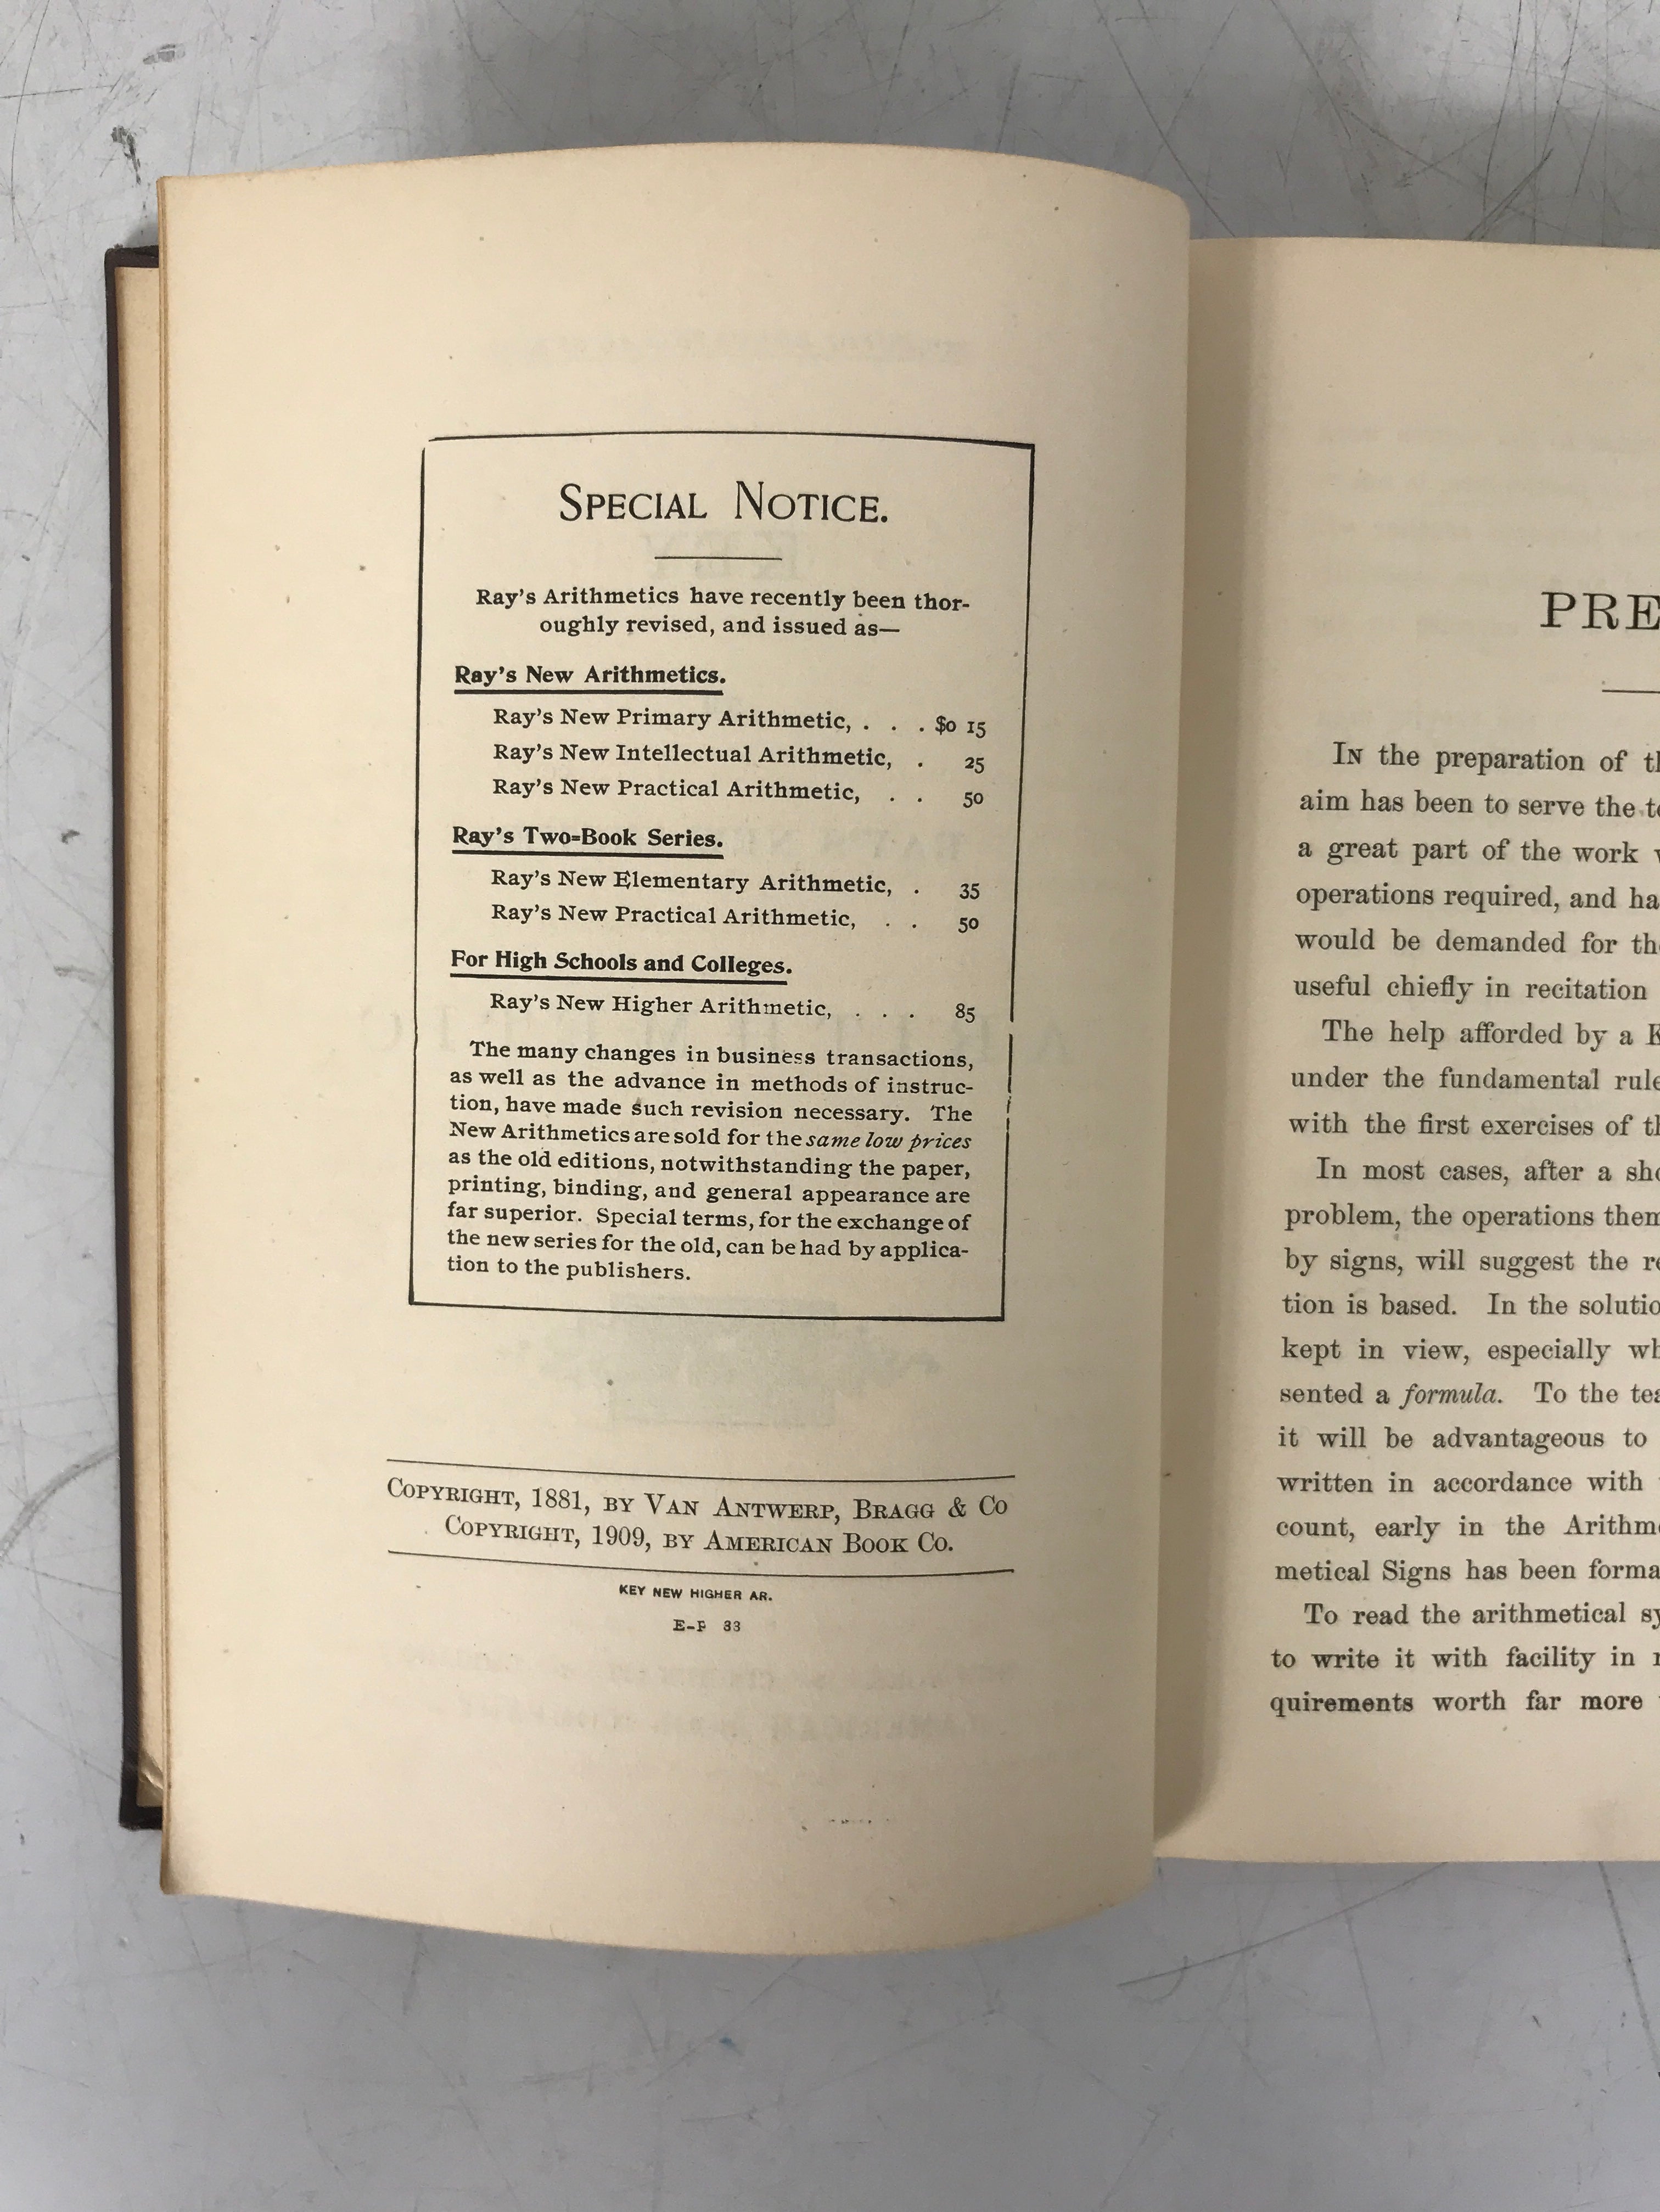 SPECIAL NOTICE.
Ray's Arithmetics have recently been thor-
oughly revised, and issued as—
Ray's New Arithmetics.
Ray's New Primary Arithmetic, . . . $0 15
Ray's New Intellectual Arithmetic, . 25
Ray's New Practical Arithmetic, . . 50
Ray's Two-Book Series.
Ray's New Elementary Arithmetic, . 35
Ray's New Practical Arithmetic, . . 50
For High Schools and Colleges.
Ray's New Higher Arithmetic, . . . 85
The many changes in business transactions,
as well as the advance in methods of instruc-
tion, have made such revision necessary. The
New Arithmetics are sold for the same low prices
as the old editions, notwithstanding the paper,
printing, binding, and general appearance are
far superior. Special terms, for the exchange of
the new series for the old, can be had by applica-
tion to the publishers.
COPYRIGHT, 1881, BY VAN ANTWERP, BRAGG & CO
COPYRIGHT, 1909, BY AMERICAN BOOK CO.
KEY NEW HIGHER AR.
E-P 33
PRE
IN the preparation of
aim has been to serve the
a great part of the work
operations required, and
would be demanded for
useful chiefly in recitation
The help afforded by a
under the fundamental
with the first exercises of
In most cases, after a
problem, the operations
by signs, will suggest the
tion is based. In the
kept in view, especially
sented a formula. To the
it will be advantageous to
written in accordance with
count, early in the
metical Signs has been
To read the arithmetical
to write it with facility in
quirements worth far more